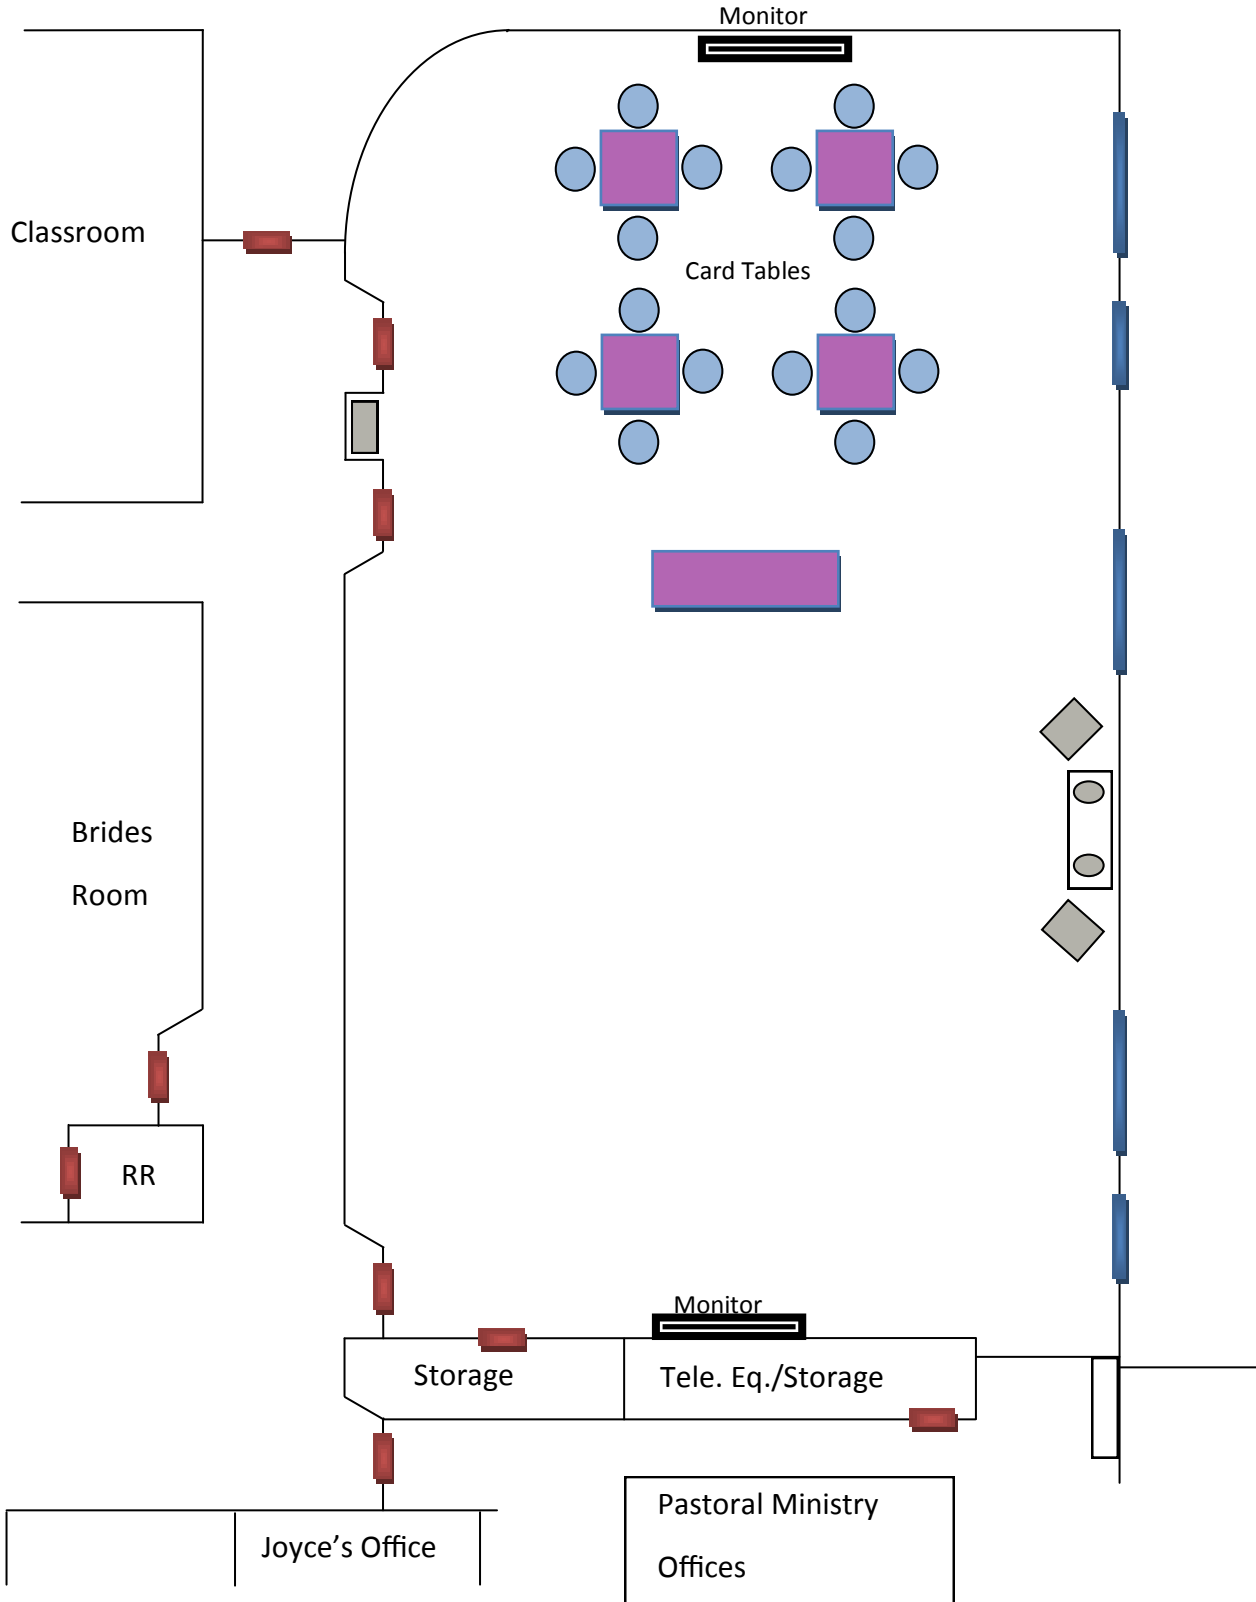 Monitor
Classroom
Card Tables
Brides
Room
RR
Monitor
Storage
Tele. Eq./Storage
Pastoral Ministry
Offices
Joyce’s Office